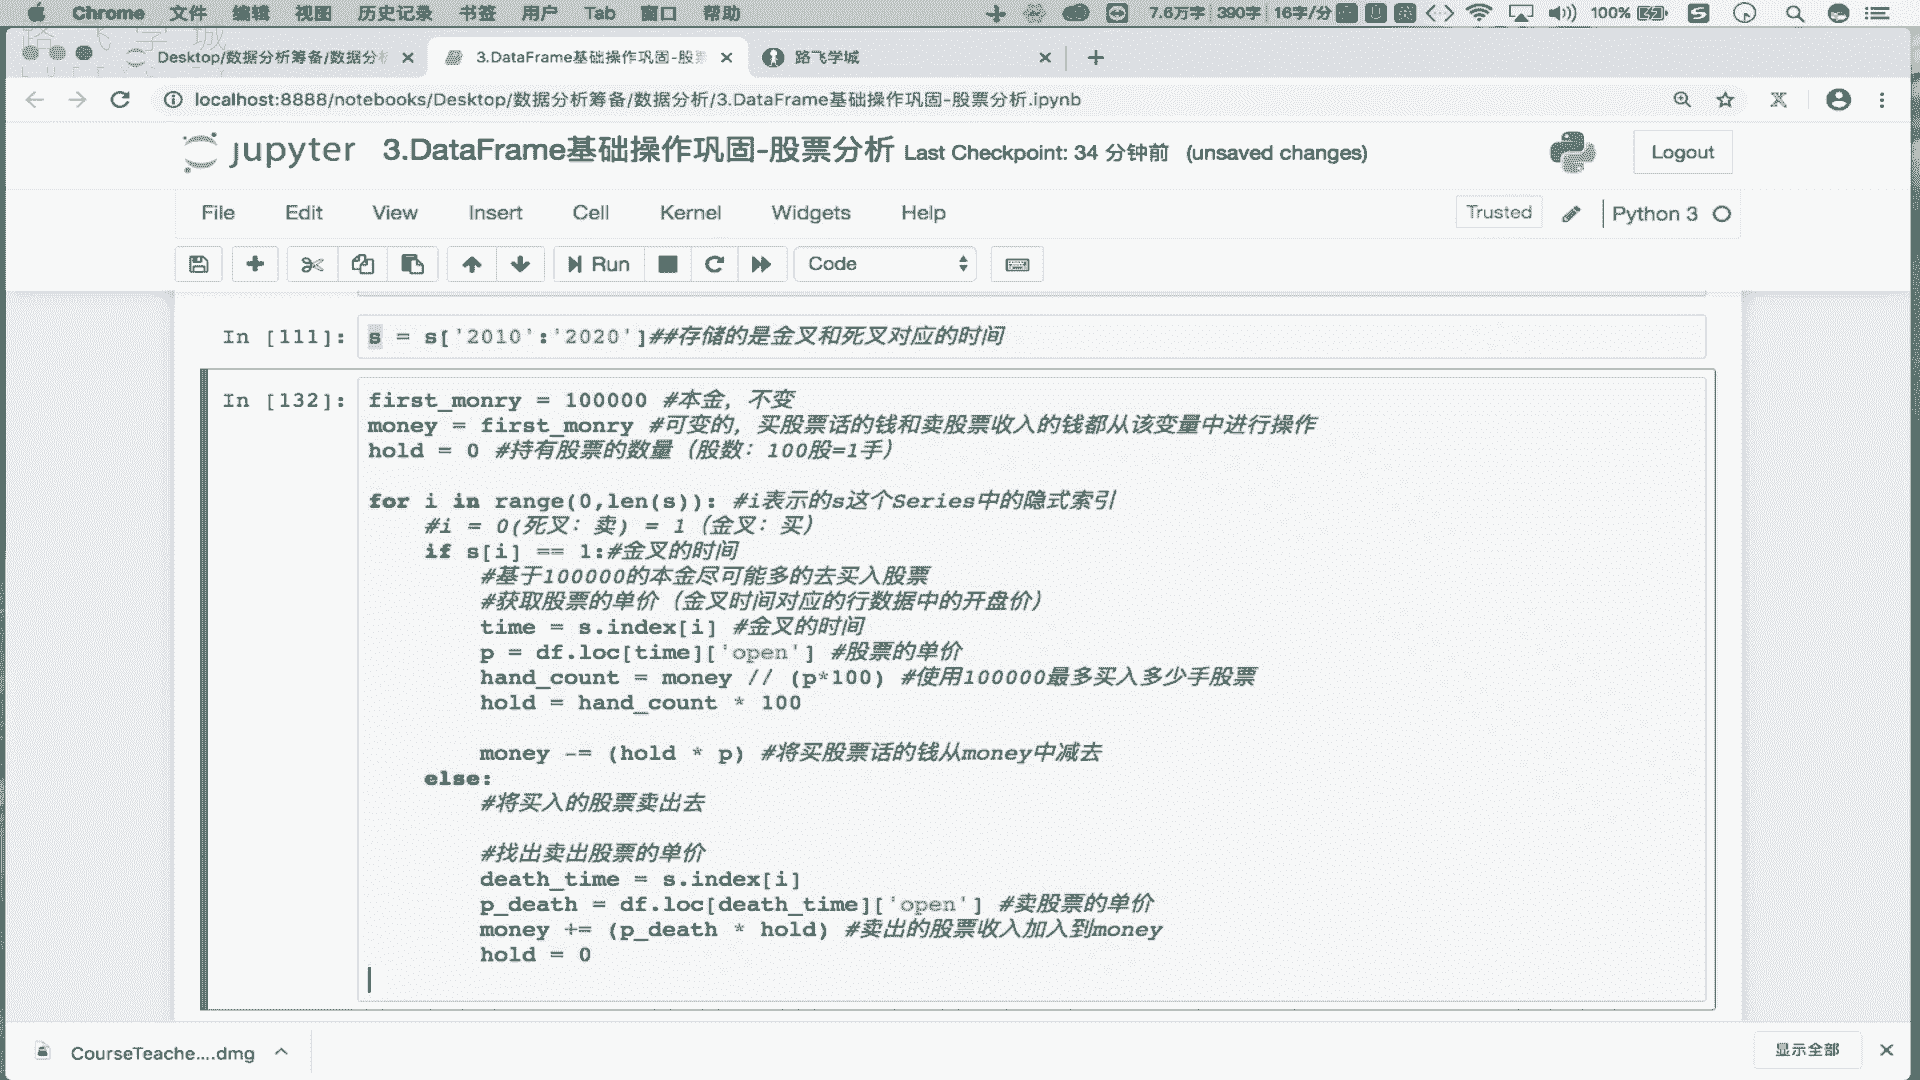 Chrome 文件 编辑 视图 历史记录 书签 用户 Tab 窗口 帮助 7.6万字 390字 16字/分 100%
Desktop/数据分析筹备/数据分析 3.DataFrame基础操作巩固-股票 路飞学城
localhost:8888/notebooks/Desktop/数据分析筹备/数据分析/3.DataFrame基础操作巩固-股票分析.ipynb
jupyter 3.DataFrame基础操作巩固-股票分析 Last Checkpoint: 34 分钟前 (unsaved changes) Logout
File Edit View Insert Cell Kernel Widgets Help Trusted Python 3
Run Code
In [111]: s = s['2010':'2020']##存储的是金叉和死叉对应的时间
In [132]: first_monry = 100000 #本金，不变
money = first_monry #可变的，买股票话的钱和卖股票收入的钱都从该变量中进行操作
hold = 0 #持有股票的数量（股数：100股=1手）
for i in range(0,len(s)): #i表示的s这个Series中的隐式索引
#i = 0(死叉：卖) = 1（金叉：买）
if s[i] == 1:#金叉的时间
#基于100000的本金尽可能多的去买入股票
#获取股票的单价（金叉时间对应的行数据中的开盘价）
time = s.index[i] #金叉的时间
p = df.loc[time]['open'] #股票的单价
hand_count = money // (p*100) #使用100000最多买入多少手股票
hold = hand_count * 100
money -= (hold * p) #将买股票话的钱从money中减去
else:
#将买入的股票卖出去
#找出卖出股票的单价
death_time = s.index[i]
p_death = df.loc[death_time]['open'] #卖股票的单价
money += (p_death * hold) #卖出的股票收入加入到money
hold = 0
CourseTeache....dmg 显示全部